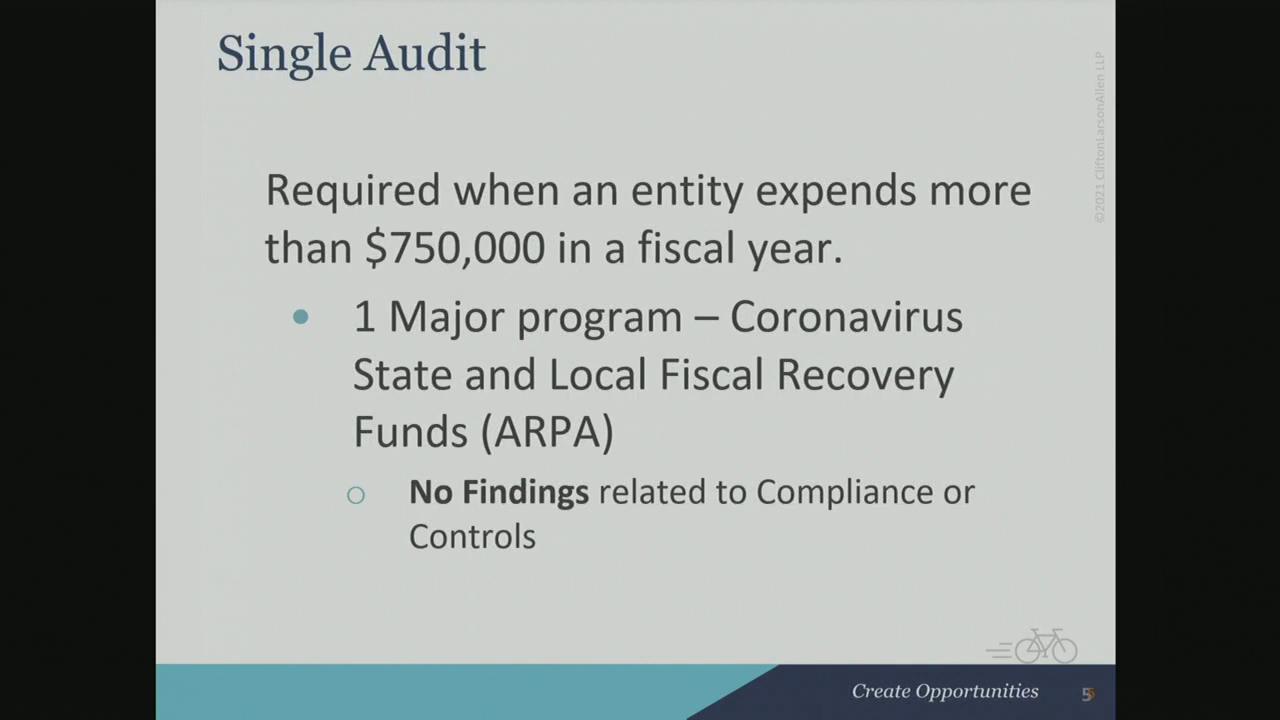 Single Audit
©2021 CliftonLarsonAllen LLP
Required when an entity expends more
than $750,000 in a fiscal year.
1 Major program – Coronavirus
State and Local Fiscal Recovery
Funds (ARPA)
No Findings related to Compliance or
Controls
Create Opportunities
5